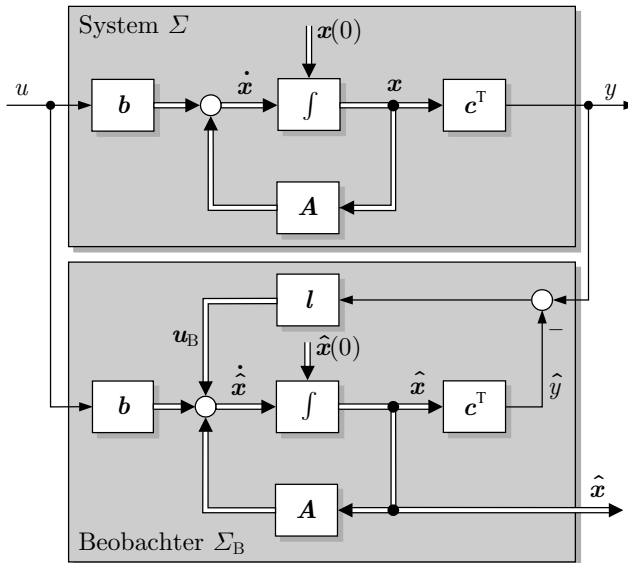 System Σ
x(0)
u
b
ẋ
∫
x
cᵀ
y
A
l
−
u_B
x̂(0)
b
x̂̇
∫
x̂
cᵀ
ŷ
A
x̂
Beobachter Σ_B